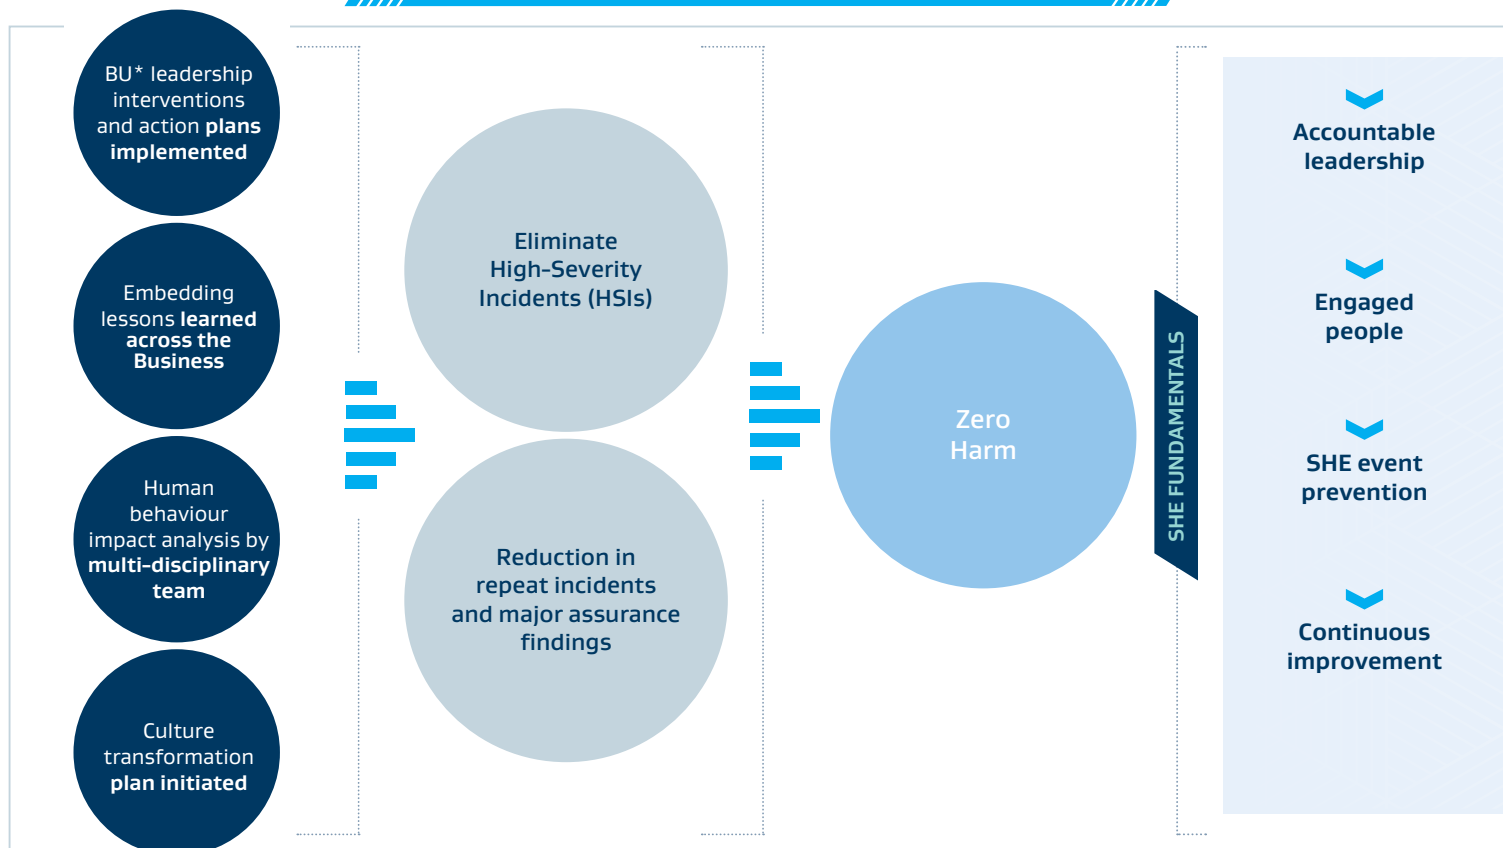 BU* leadership
interventions
and action plans
implemented
Embedding
lessons learned
across the
Business
Human
behaviour
impact analysis by
multi-disciplinary
team
Culture
transformation
plan initiated
Eliminate
High-Severity
Incidents (HSIs)
Reduction in
repeat incidents
and major assurance
findings
Zero
Harm
SHE FUNDAMENTALS
Accountable
leadership
Engaged
people
SHE event
prevention
Continuous
improvement